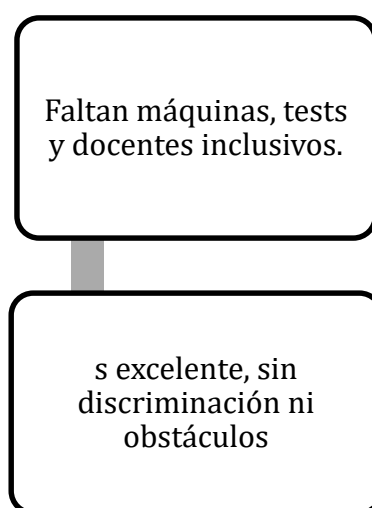 Faltan máquinas, tests
y docentes inclusivos.
s excelente, sin
discriminación ni
obstáculos